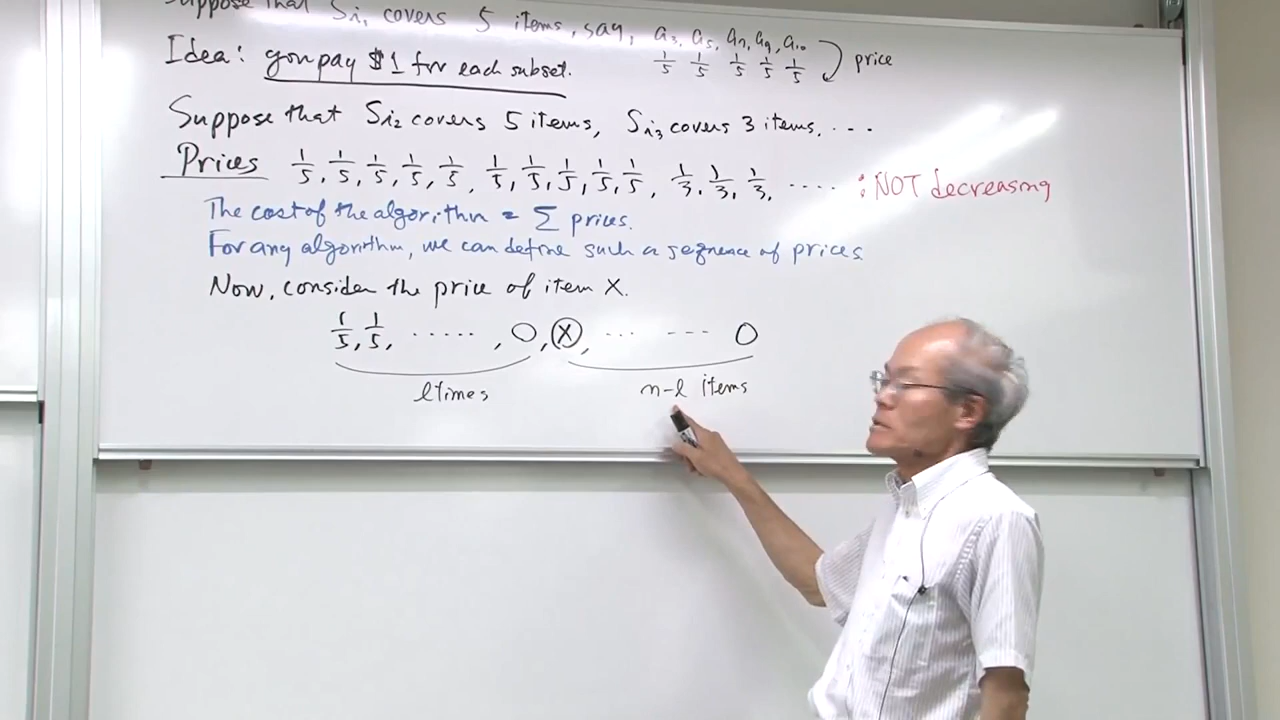 Suppose that Si1 covers 5 items, say, a3, a5, a7, a9, a10
1/5 1/5 1/5 1/5 1/5 price
Idea: you pay $1 for each subset.
Suppose that Si2 covers 5 items, Si3 covers 3 items, ...
Prices 1/5, 1/5, 1/5, 1/5, 1/5, 1/5, 1/5, 1/5, 1/5, 1/5, 1/3, 1/3, 1/3, .... : NOT decreasing
The cost of the algorithm = Σ prices.
For any algorithm, we can define such a sequence of prices
Now, consider the price of item X.
1/5, 1/5, ......, O, X, ... --- O
l times n-l items